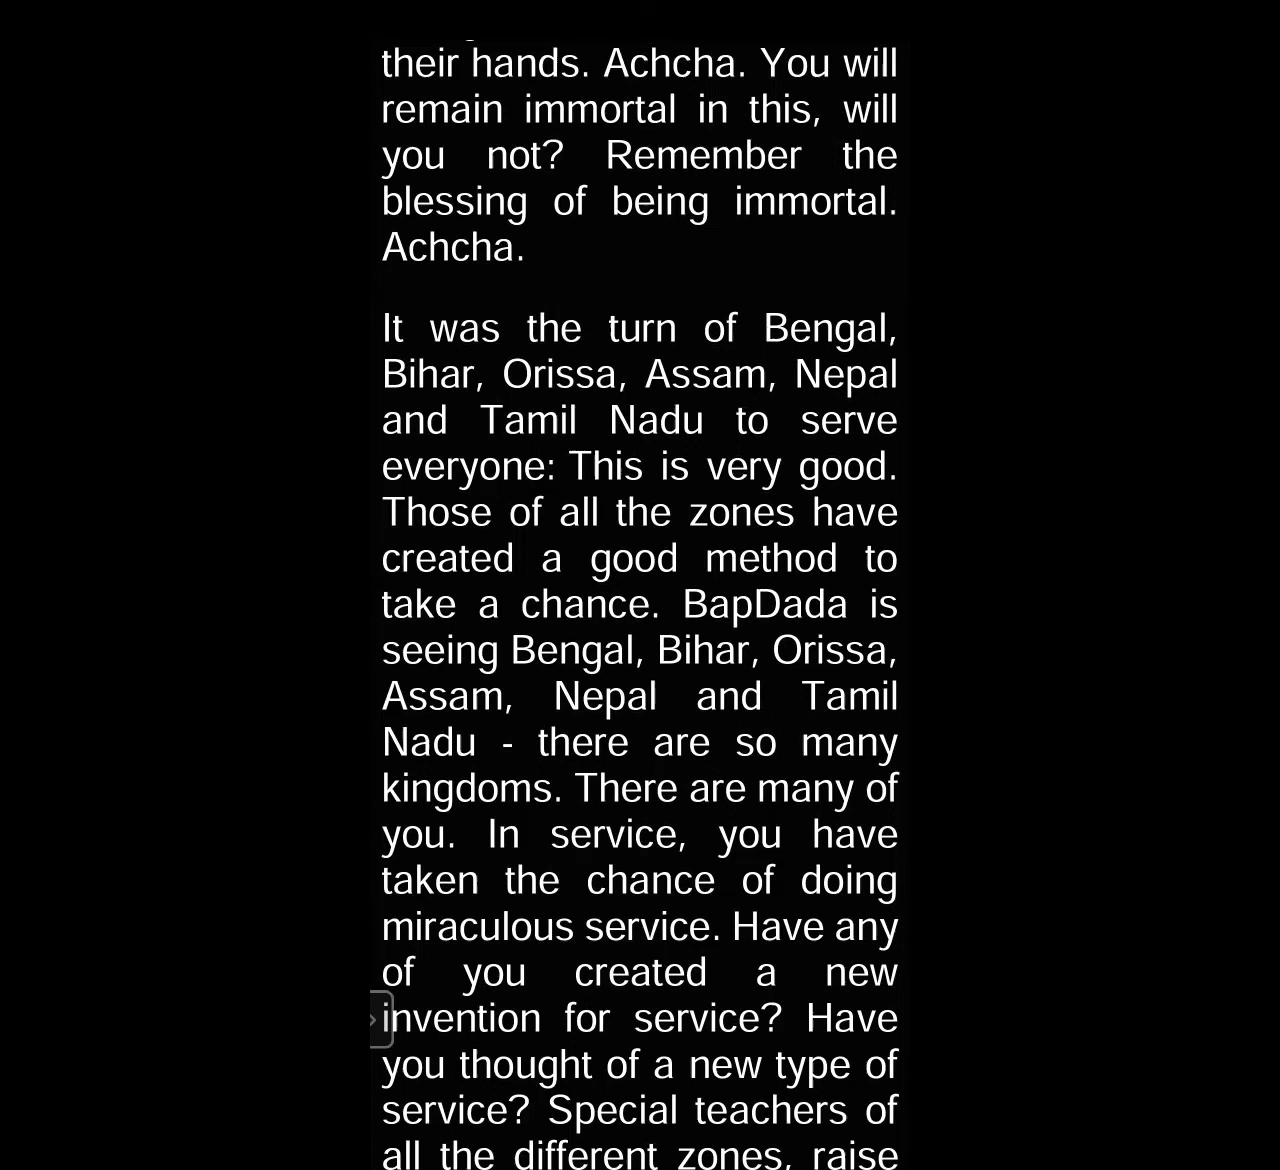 their hands. Achcha. You will
remain immortal in this, will
you not? Remember the
blessing of being immortal.
Achcha.
It was the turn of Bengal,
Bihar, Orissa, Assam, Nepal
and Tamil Nadu to serve
everyone: This is very good.
Those of all the zones have
created a good method to
take a chance. BapDada is
seeing Bengal, Bihar, Orissa,
Assam, Nepal and Tamil
Nadu - there are so many
kingdoms. There are many of
you. In service, you have
taken the chance of doing
miraculous service. Have any
of you created a new
invention for service? Have
you thought of a new type of
service? Special teachers of
all the different zones, raise